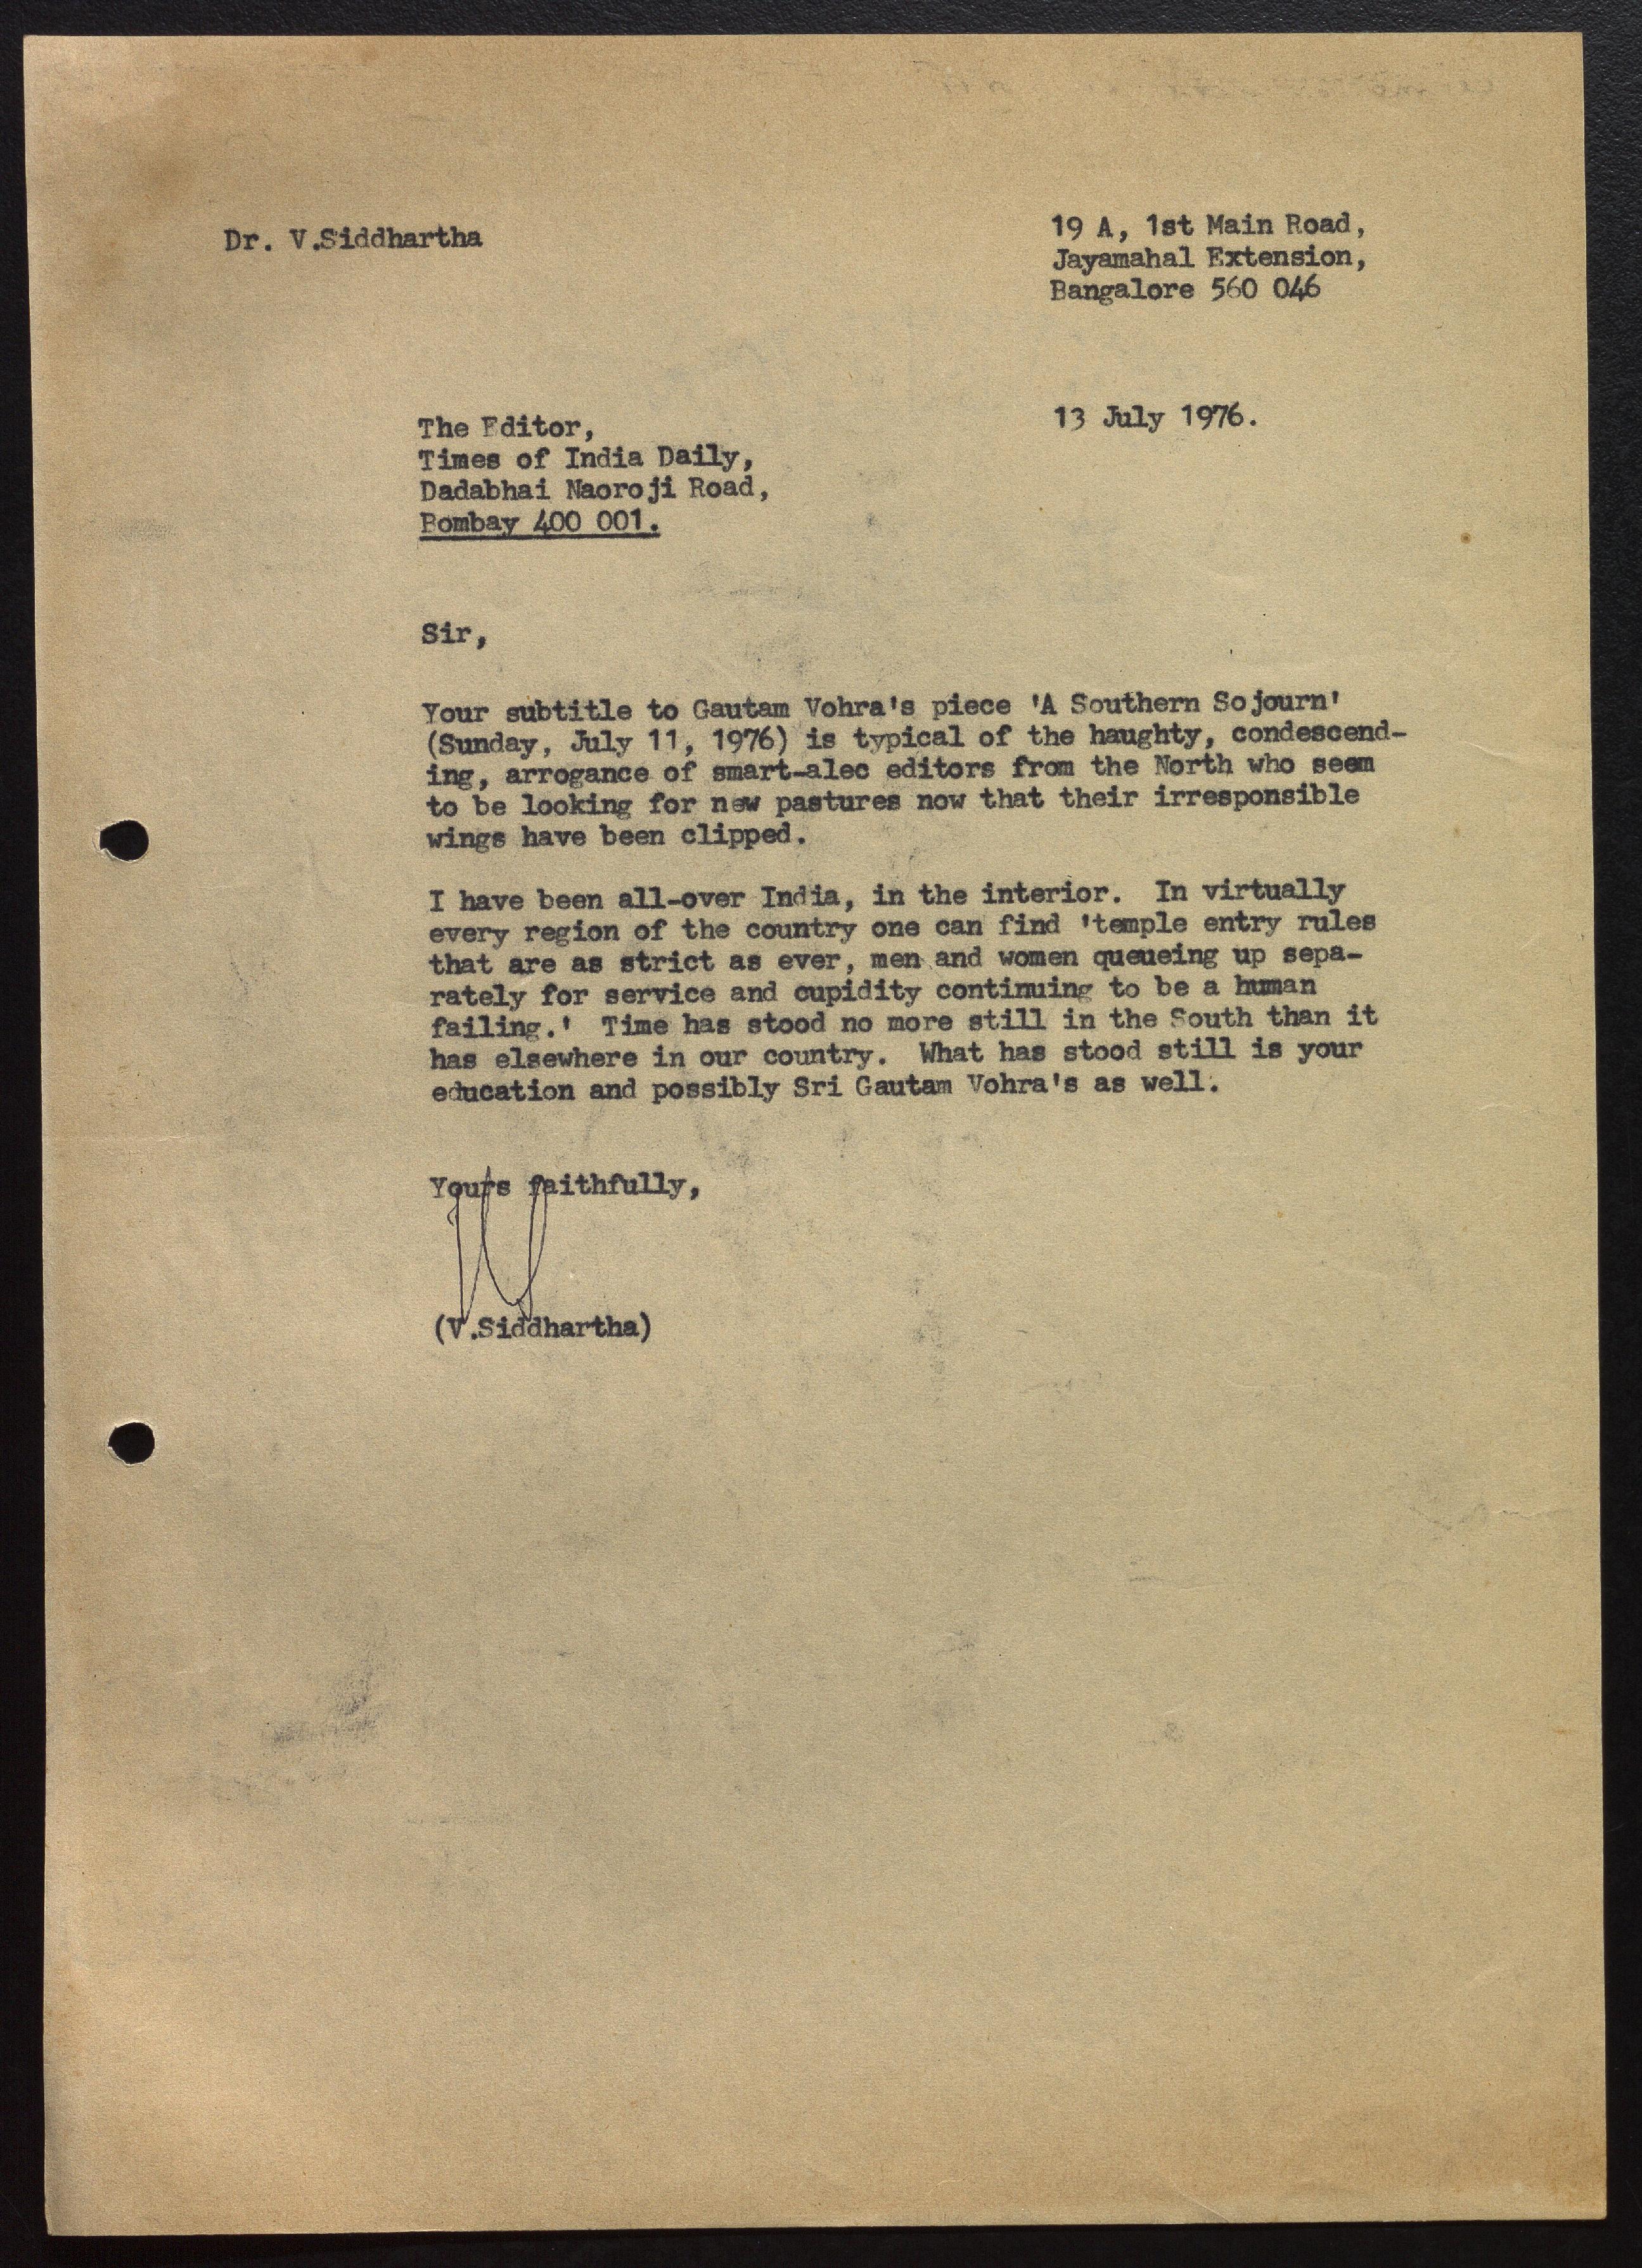 Dr. V.Siddhartha
19 A, 1st Main Road,
Jayamahal Extension,
Bangalore 560 046
13 July 1976.
The Editor,
Times of India Daily,
Dadabhai Naoroji Road,
Bombay 400 001.
Sir,
Your subtitle to Gautam Vohra's piece 'A Southern Sojourn'
(Sunday, July 11, 1976) is typical of the haughty, condescend-
ing, arrogance of smart-alec editors from the North who seem
to be looking for new pastures now that their irresponsible
wings have been clipped.
I have been all-over India, in the interior. In virtually
every region of the country one can find 'temple entry rules
that are as strict as ever, men and women queueing up sepa-
rately for service and cupidity continuing to be a human
failing.' Time has stood no more still in the South than it
has elsewhere in our country. What has stood still is your
education and possibly Sri Gautam Vohra's as well.
Yours faithfully,
(V.Siddhartha)